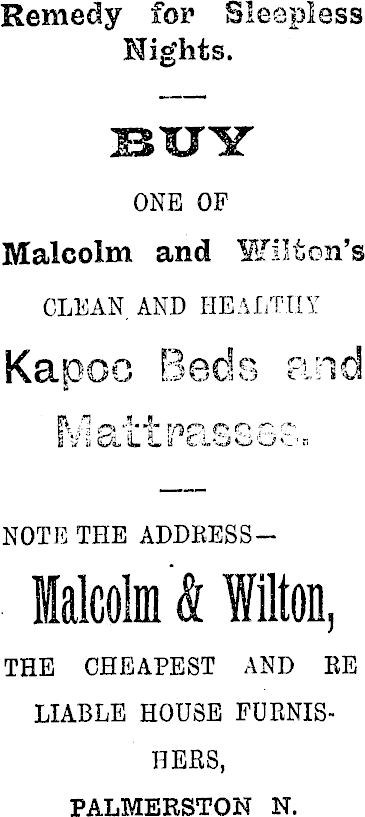 Remedy for Sleepless
Nights.
BUY
ONE OF
Malcolm and Wilton's
CLEAN AND HEALTHY
Kapoc Beds and
Mattrasses.
NOTE THE ADDRESS—
Malcolm & Wilton,
THE CHEAPEST AND RE
LIABLE HOUSE FURNIS-
HERS,
PALMERSTON N.